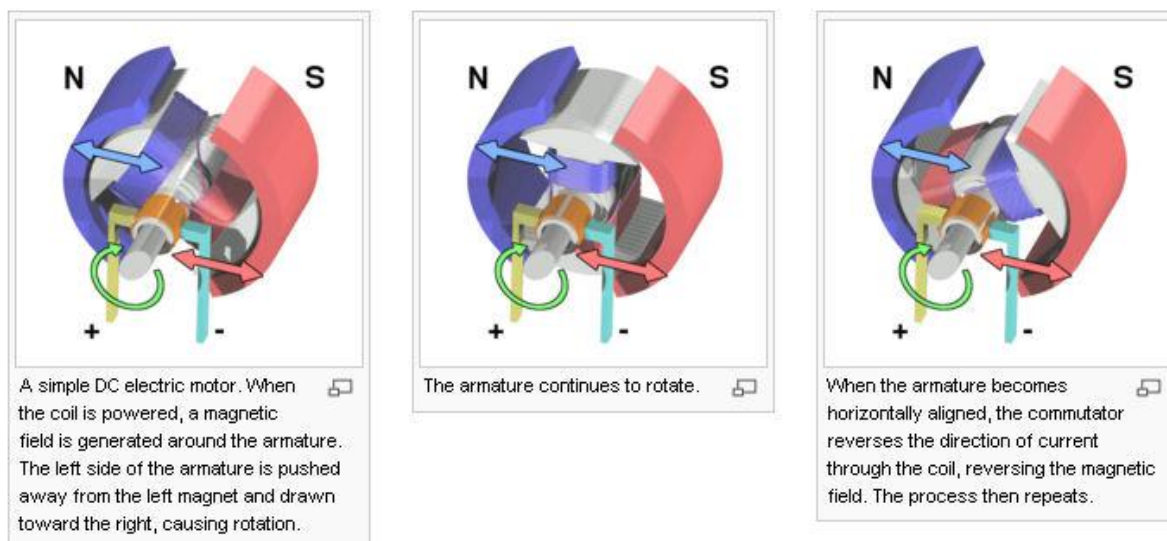 N S
+ -
A simple DC electric motor. When
the coil is powered, a magnetic
field is generated around the armature.
The left side of the armature is pushed
away from the left magnet and drawn
toward the right, causing rotation.
N S
+ -
The armature continues to rotate.
N S
+ -
When the armature becomes
horizontally aligned, the commutator
reverses the direction of current
through the coil, reversing the magnetic
field. The process then repeats.